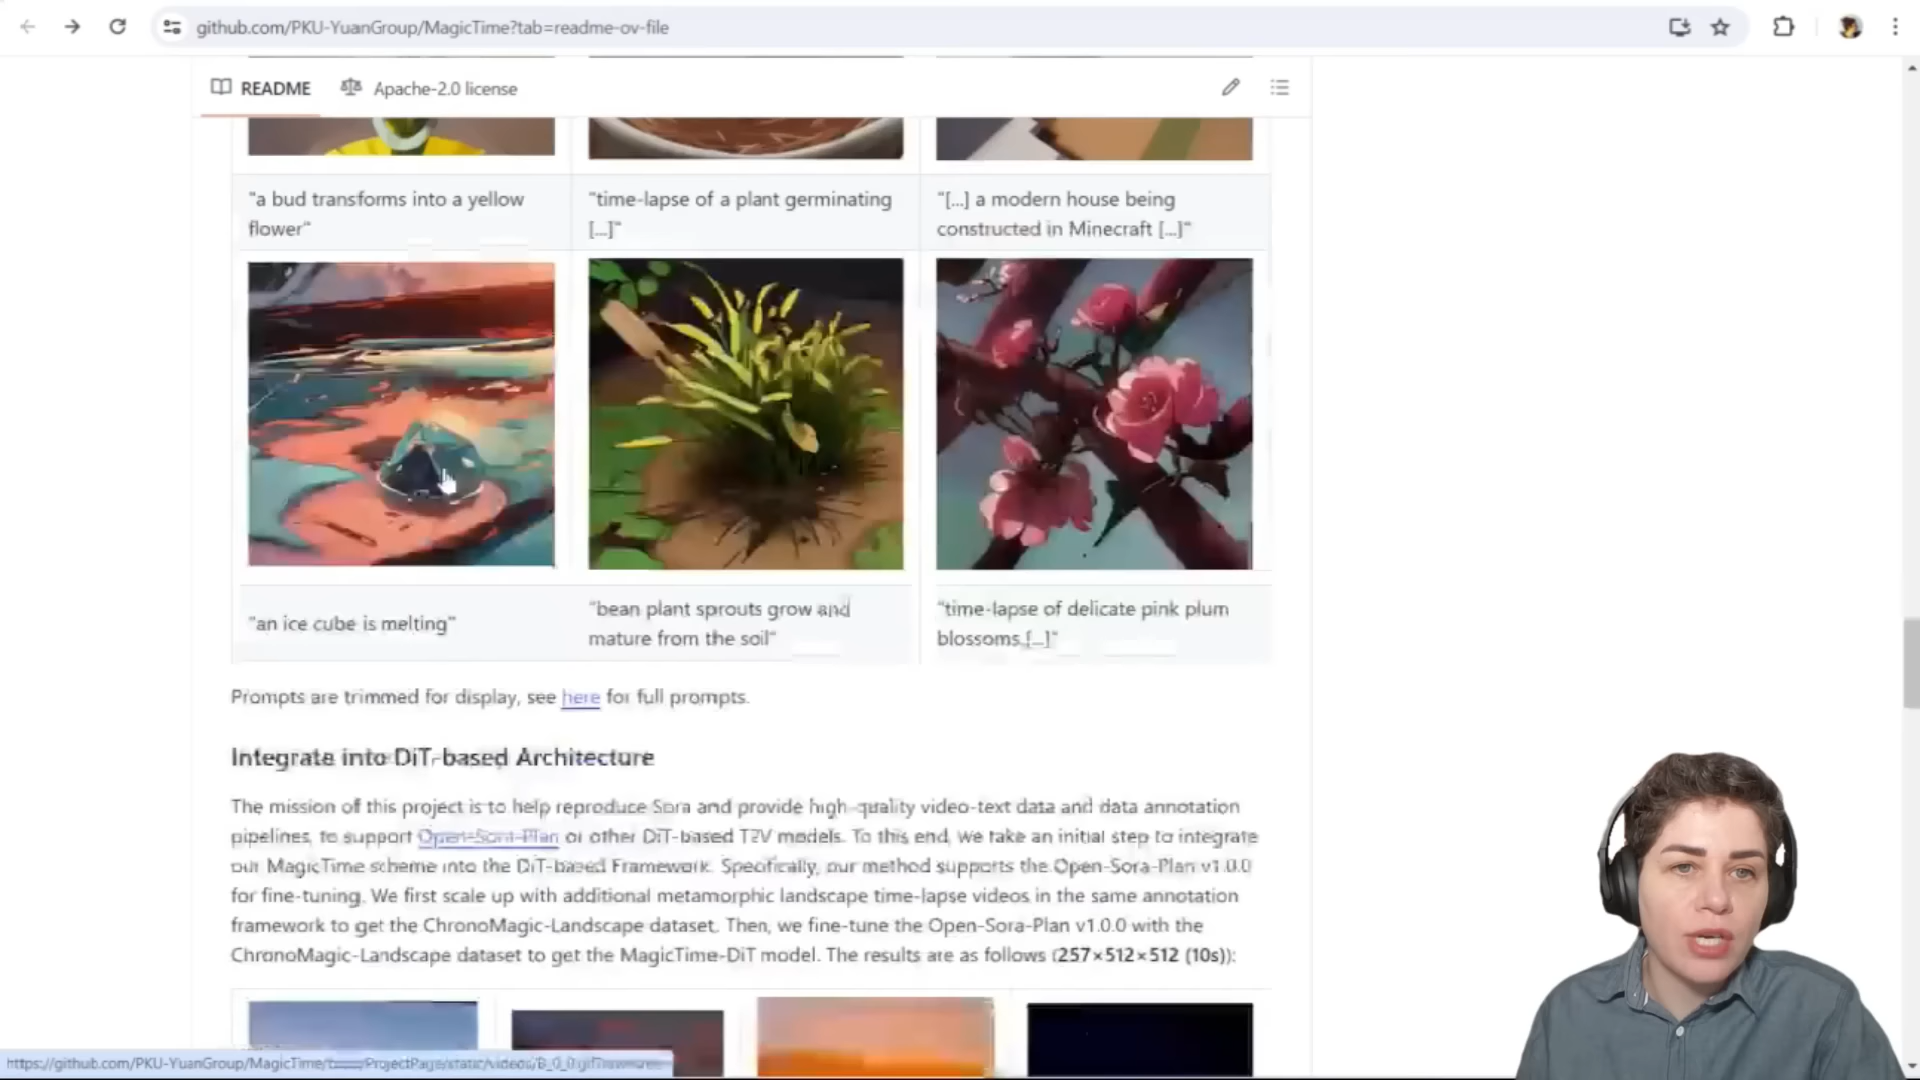 github.com/PKU-YuanGroup/MagicTime?tab=readme-ov-file
README
Apache-2.0 license
"a bud transforms into a yellow
flower"
"time-lapse of a plant germinating
[...]"
"[...] a modern house being
constructed in Minecraft [...]"
"an ice cube is melting"
"bean plant sprouts grow and
mature from the soil"
"time-lapse of delicate pink plum
blossoms.[...]"
Prompts are trimmed for display, see here for full prompts.
Integrate into DiT-based Architecture
The mission of this project is to help reproduce Sora and provide high-quality video-text data and data annotation
pipelines, to support Open-Sora-Plan or other DiT-based T2V models. To this end, we take an initial step to integrate
our MagicTime scheme into the DiT-based Framework. Specifically, our method supports the Open-Sora-Plan v1.0.0
for fine-tuning. We first scale up with additional metamorphic landscape time-lapse videos in the same annotation
framework to get the ChronoMagic-Landscape dataset. Then, we fine-tune the Open-Sora-Plan v1.0.0 with the
ChronoMagic-Landscape dataset to get the MagicTime-DiT model. The results are as follows (257×512×512 (10s)):
https://github.com/PKU-YuanGroup/MagicTime/